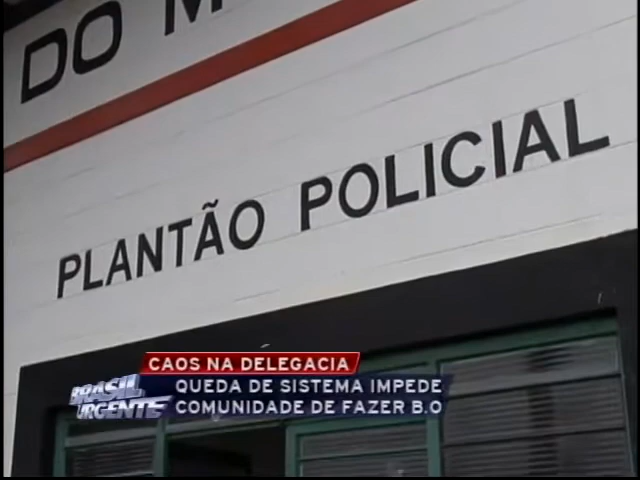 DO M
PLANTÃO POLICIAL
CAOS NA DELEGACIA
BRASIL URGENTE
QUEDA DE SISTEMA IMPEDE
COMUNIDADE DE FAZER B.O